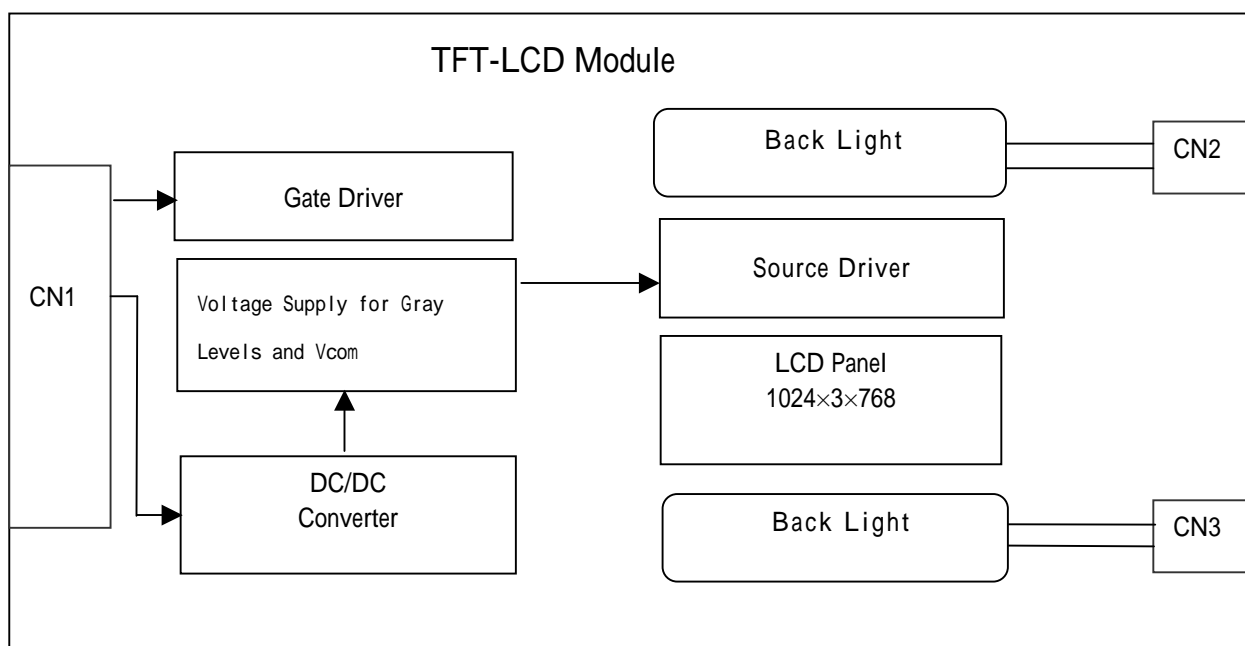 TFT-LCD Module
Back Light
CN2
Gate Driver
Source Driver
CN1
Voltage Supply for Gray
Levels and Vcom
LCD Panel
1024×3×768
DC/DC
Converter
Back Light
CN3